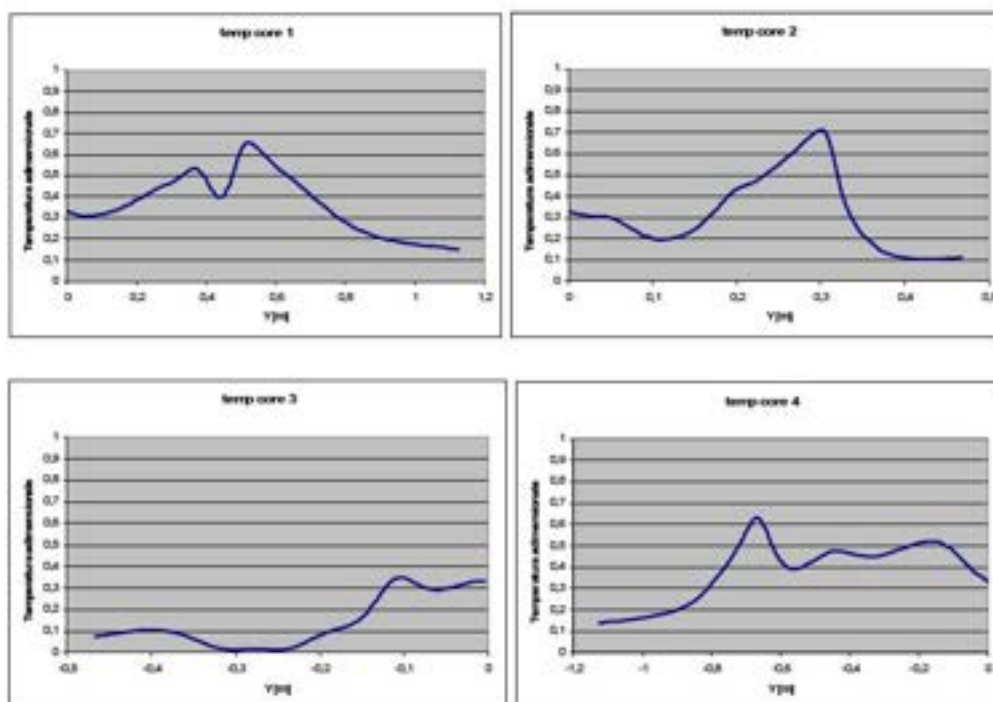 temp core 1
1
0,9
0,8
0,7
0,6
0,5
0,4
0,3
0,2
0,1
0
0 0,2 0,4 0,6 0,8 1 1,2
Temperatura adimensionale
Y[m]
temp core 2
1
0,9
0,8
0,7
0,6
0,5
0,4
0,3
0,2
0,1
0
0 0,1 0,2 0,3 0,4
Temperatura adimensionale
Y[m]
temp core 3
1
0,9
0,8
0,7
0,6
0,5
0,4
0,3
0,2
0,1
0
-0,5 -0,4 -0,3 -0,2 -0,1 0
Temperatura adimensionale
Y[m]
temp core 4
1
0,9
0,8
0,7
0,6
0,5
0,4
0,3
0,2
0,1
0
-1,2 -1 -0,8 -0,6 -0,4 -0,2 0
Temperatura adimensionale
Y[m]